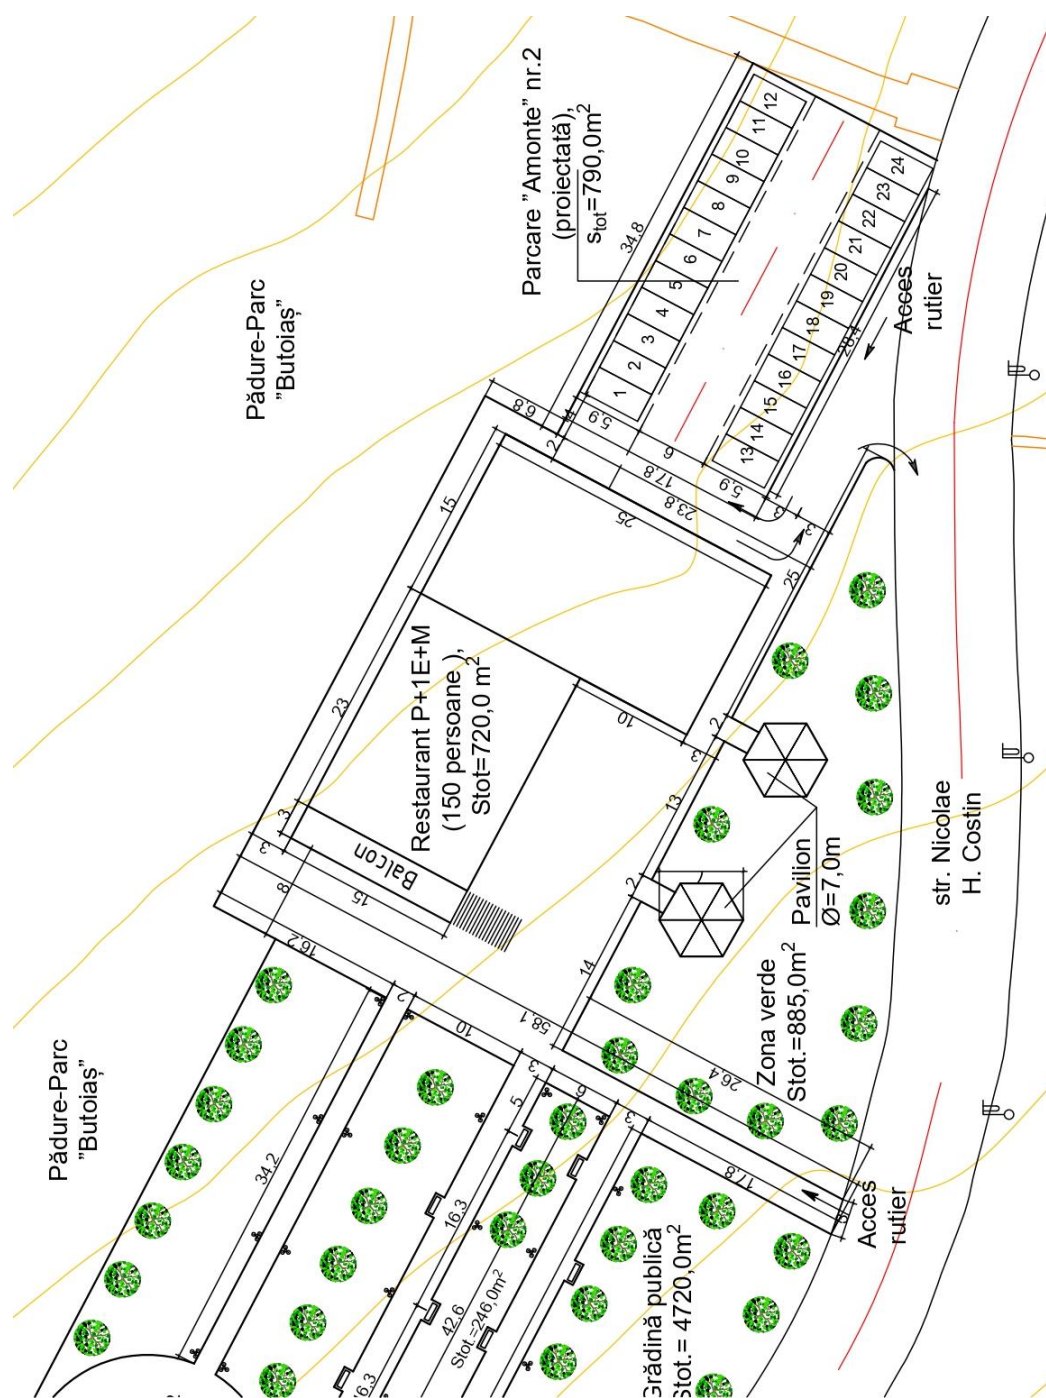 Parcare "Amonte" nr.2
(proiectată),
stot=790,0m²
34,8
1
2
3
4
5
6
7
8
9
10
11
12
13
14
15
16
17
18
19
20
21
22
23
24
28,4
Acces
rutier
Pădure-Parc
"Butoiaș"
6,8
2
5,9
6
17,8
5,9
23,8
3
3
25
25
15
23
Restaurant P+1E+M
(150 persoane ),
Stot=720,0 m²
10
2
3
13
3
3
Balcon
8
15
2
14
Pavilion
Ø=7,0m
str. Nicolae
H. Costin
Zona verde
Stot.=885,0m²
26,4
16,2
2
10
58,1
3
5
6
3
17,8
Acces
rutier
Pădure-Parc
"Butoiaș"
34,2
16,3
42,6
Stot.=246,0m²
16,3
Grădină publică
Stot.= 4720,0m²